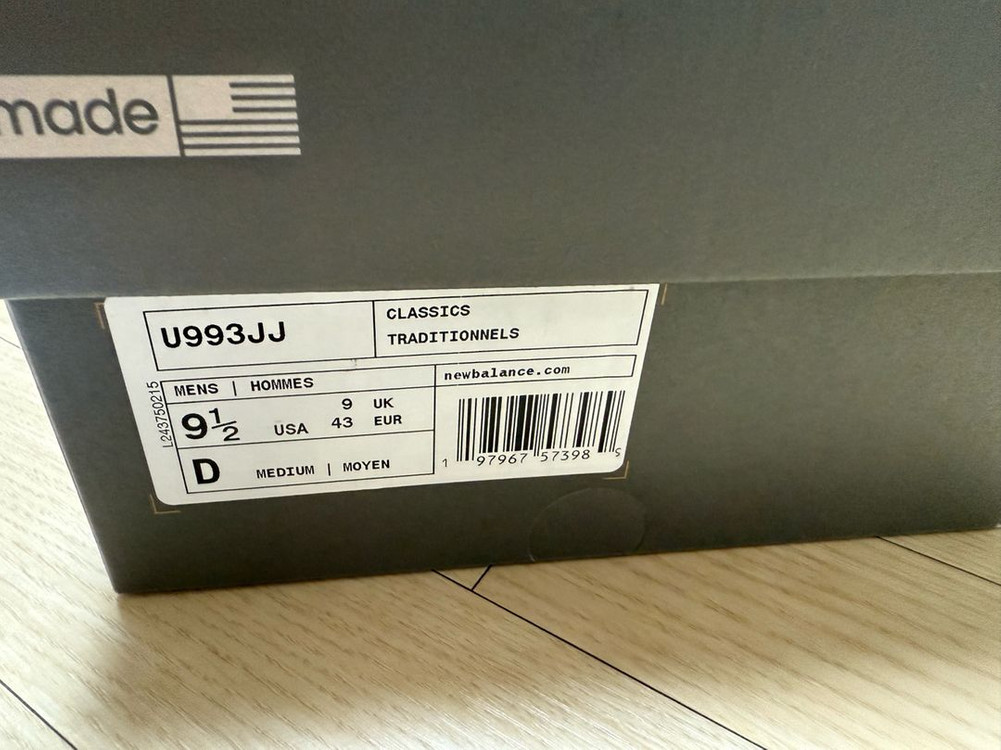 made
U993JJ
CLASSICS
TRADITIONNELS
newbalance.com
MENS | HOMMES
9½ USA 9 UK
43 EUR
D MEDIUM | MOYEN
L243750215
1 97967 57398 5